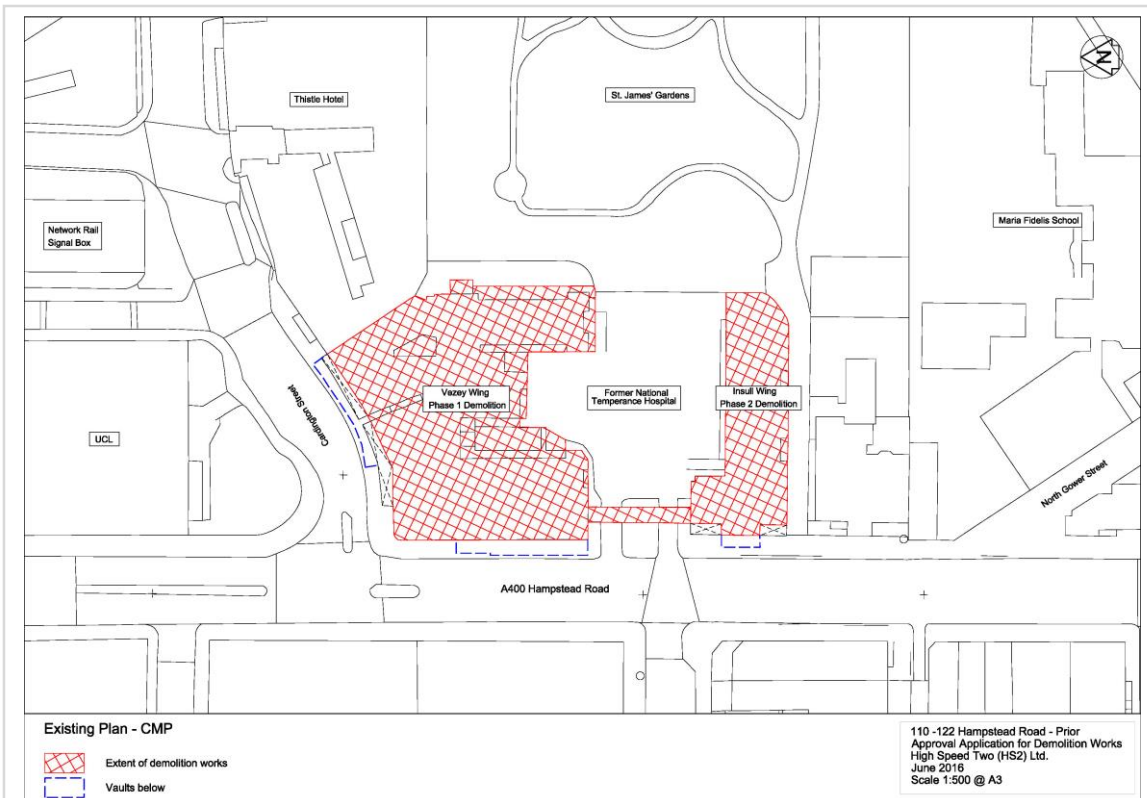 N
Thistle Hotel
St. James' Gardens
Network Rail
Signal Box
Maria Fidelis School
Cardington Street
Vezey Wing
Phase 1 Demolition
Former National
Temperance Hospital
Insull Wing
Phase 2 Demolition
UCL
North Gower Street
A400 Hampstead Road
Existing Plan - CMP
Extent of demolition works
Vaults below
110 -122 Hampstead Road - Prior
Approval Application for Demolition Works
High Speed Two (HS2) Ltd.
June 2016
Scale 1:500 @ A3